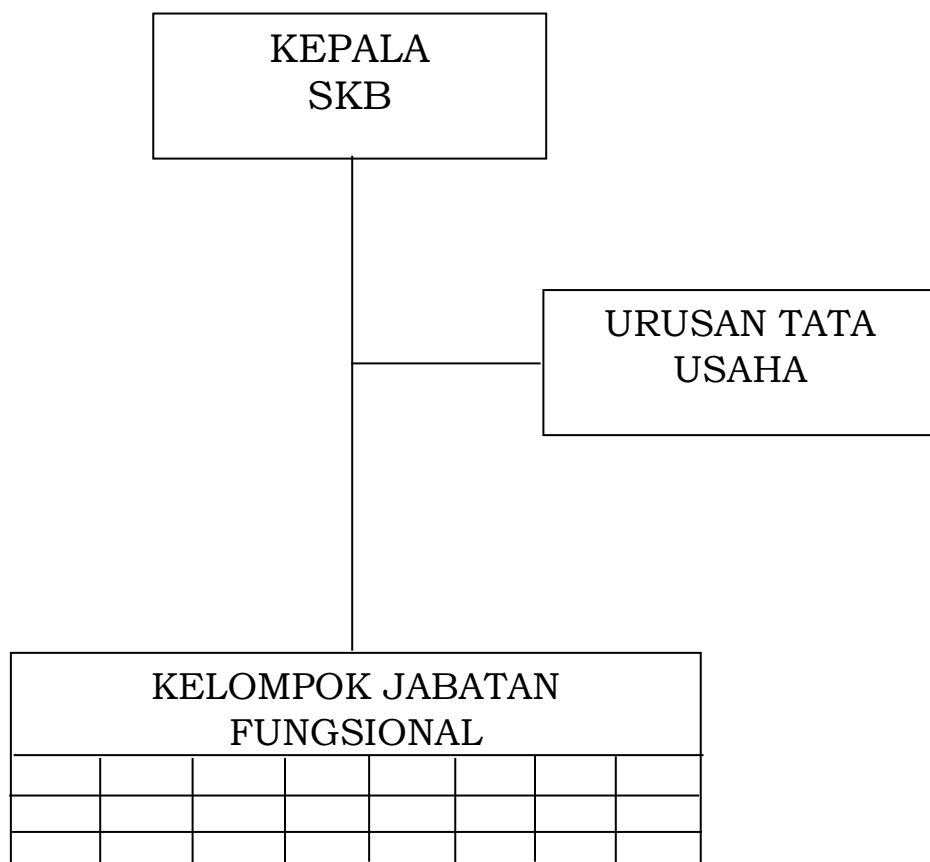 KEPALA
SKB
URUSAN TATA
USAHA
KELOMPOK JABATAN
FUNGSIONAL